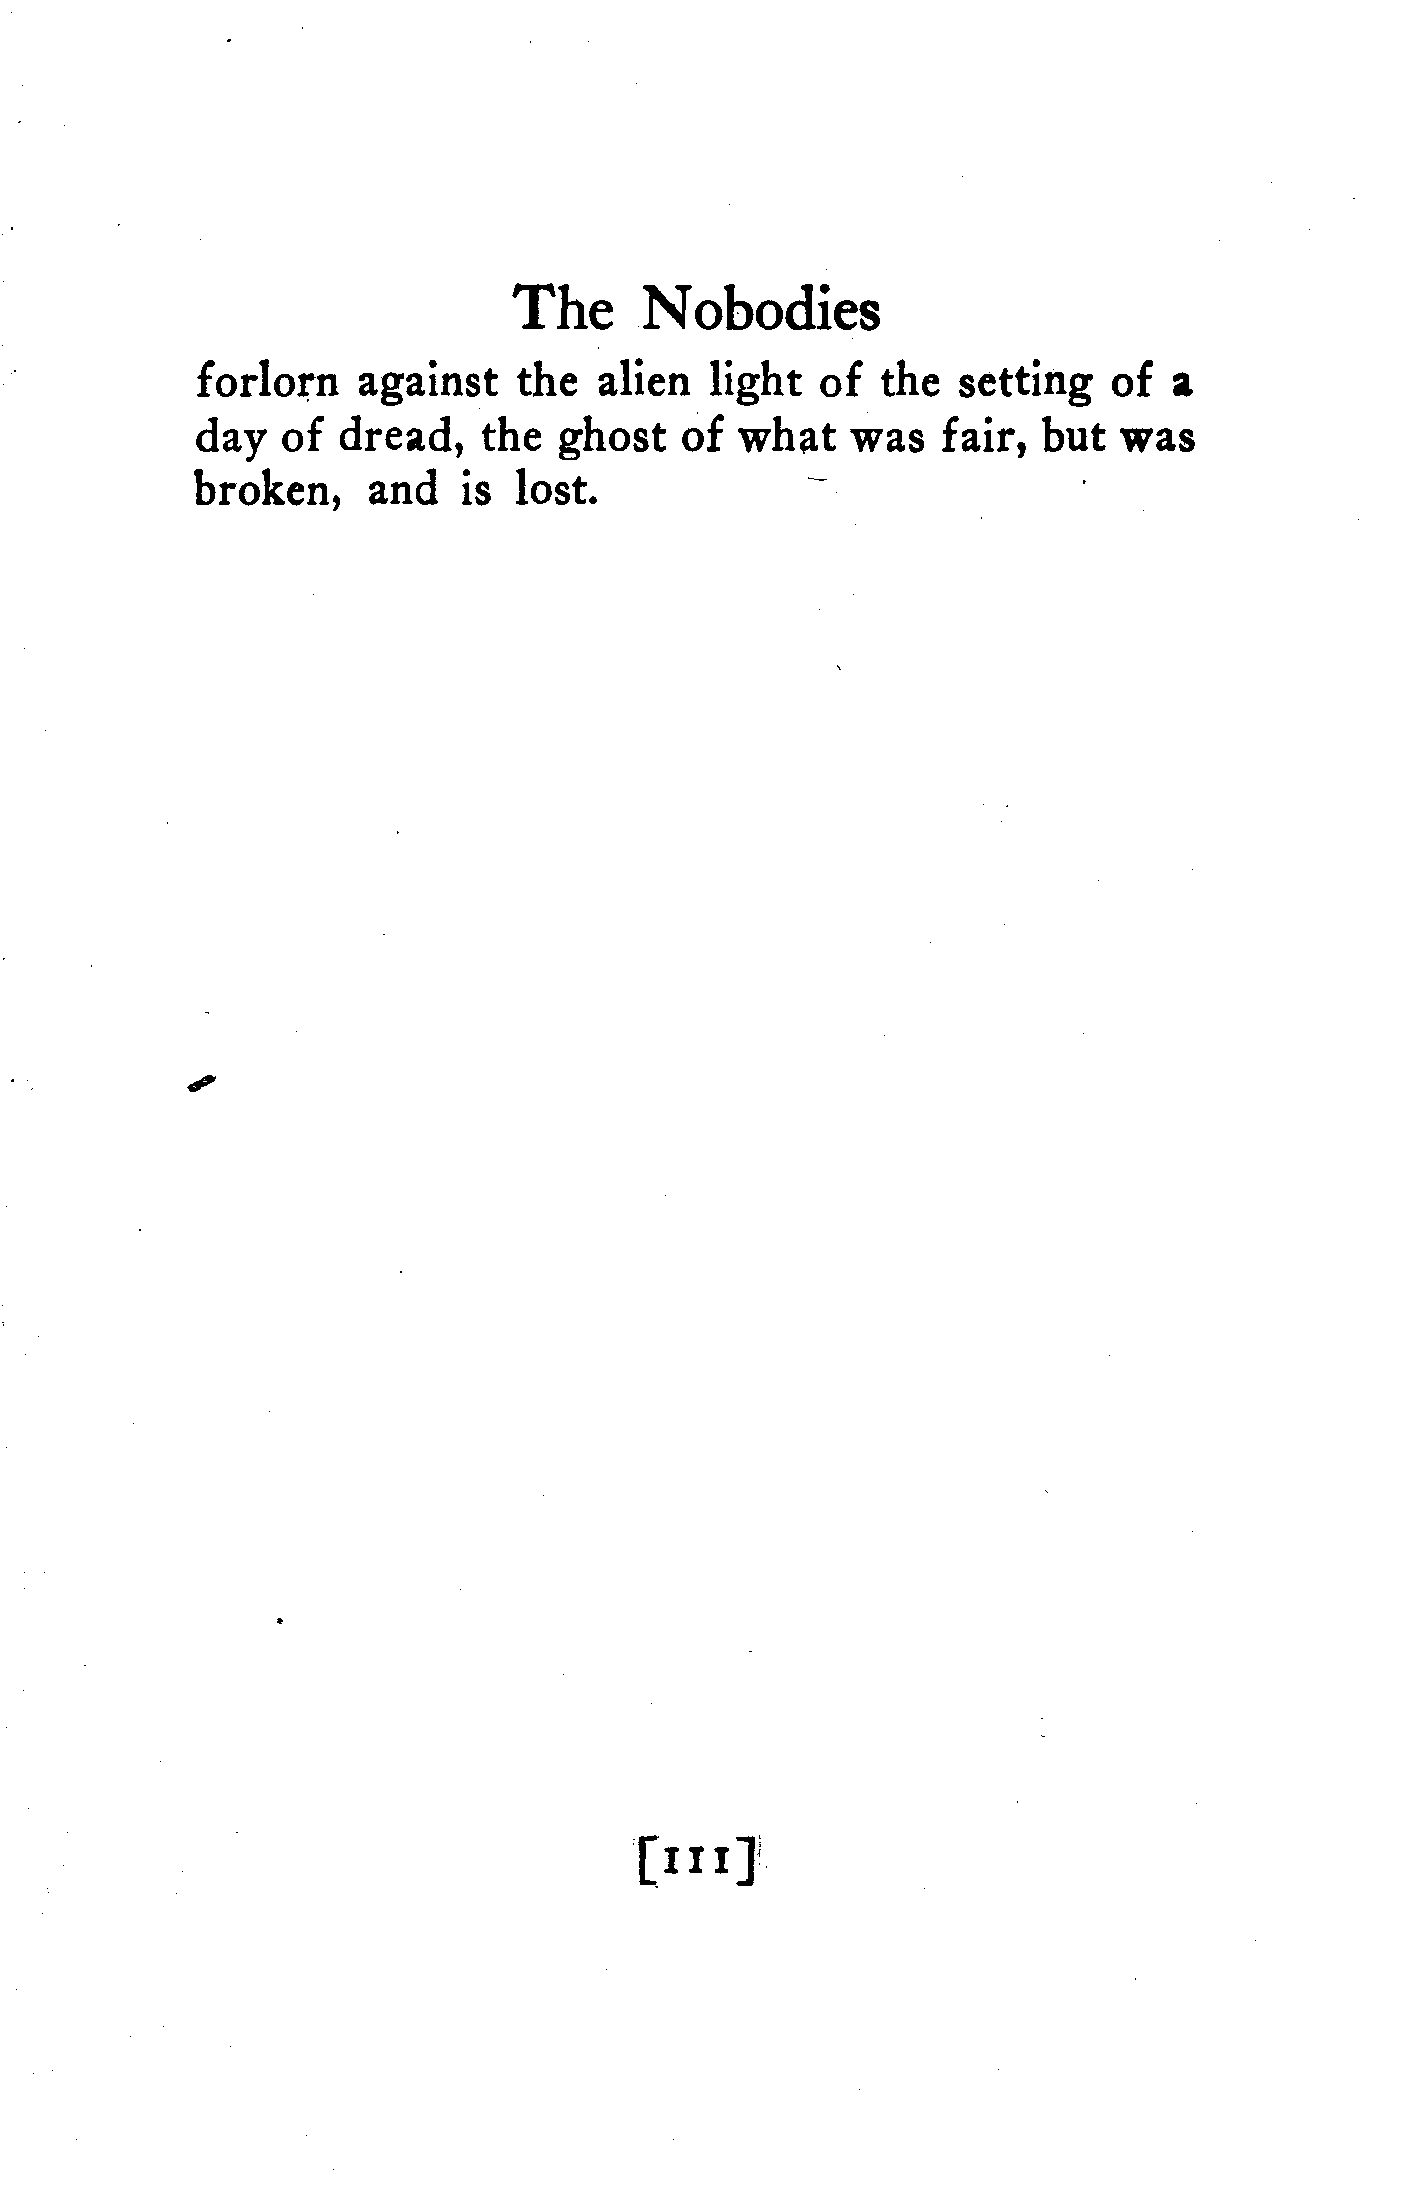 The Nobodies
forlorn against the alien light of the setting of a
day of dread, the ghost of what was fair, but was
broken, and is lost.
[111]